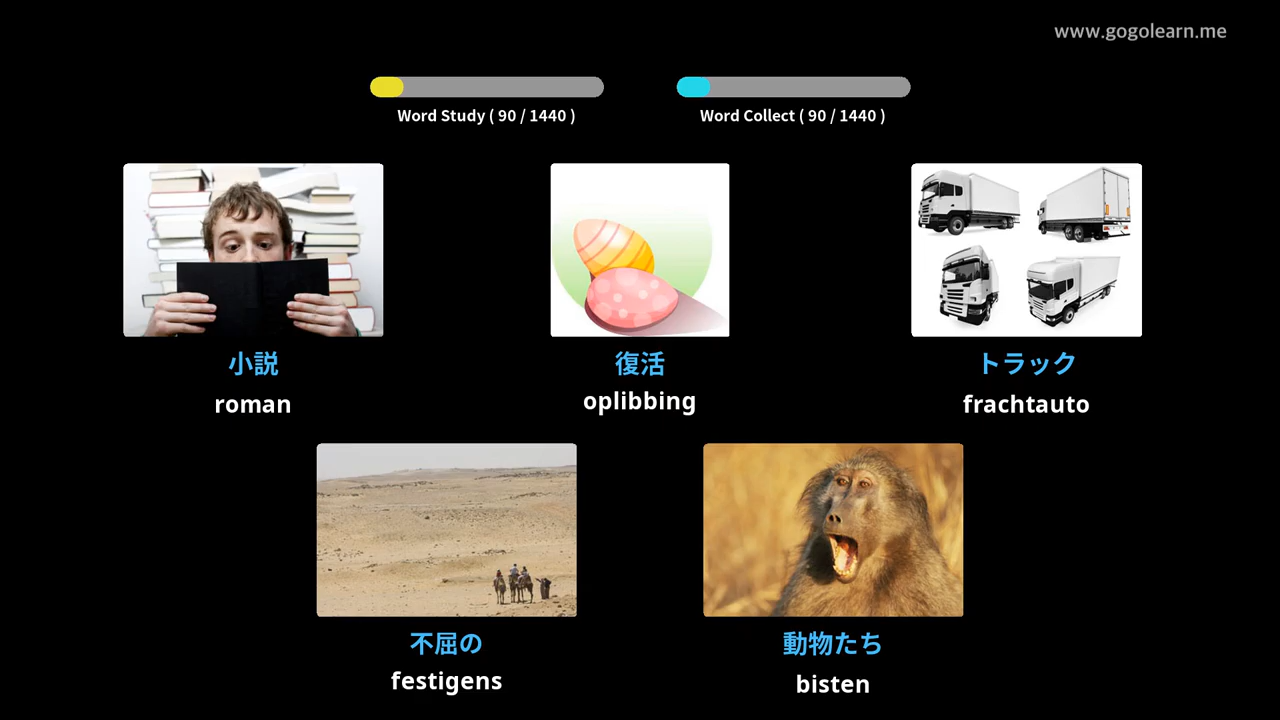 www.gogolearn.me
Word Study ( 90 / 1440 )
Word Collect ( 90 / 1440 )
小説
roman
復活
oplibbing
トラック
frachtauto
不屈の
festigens
動物たち
bisten